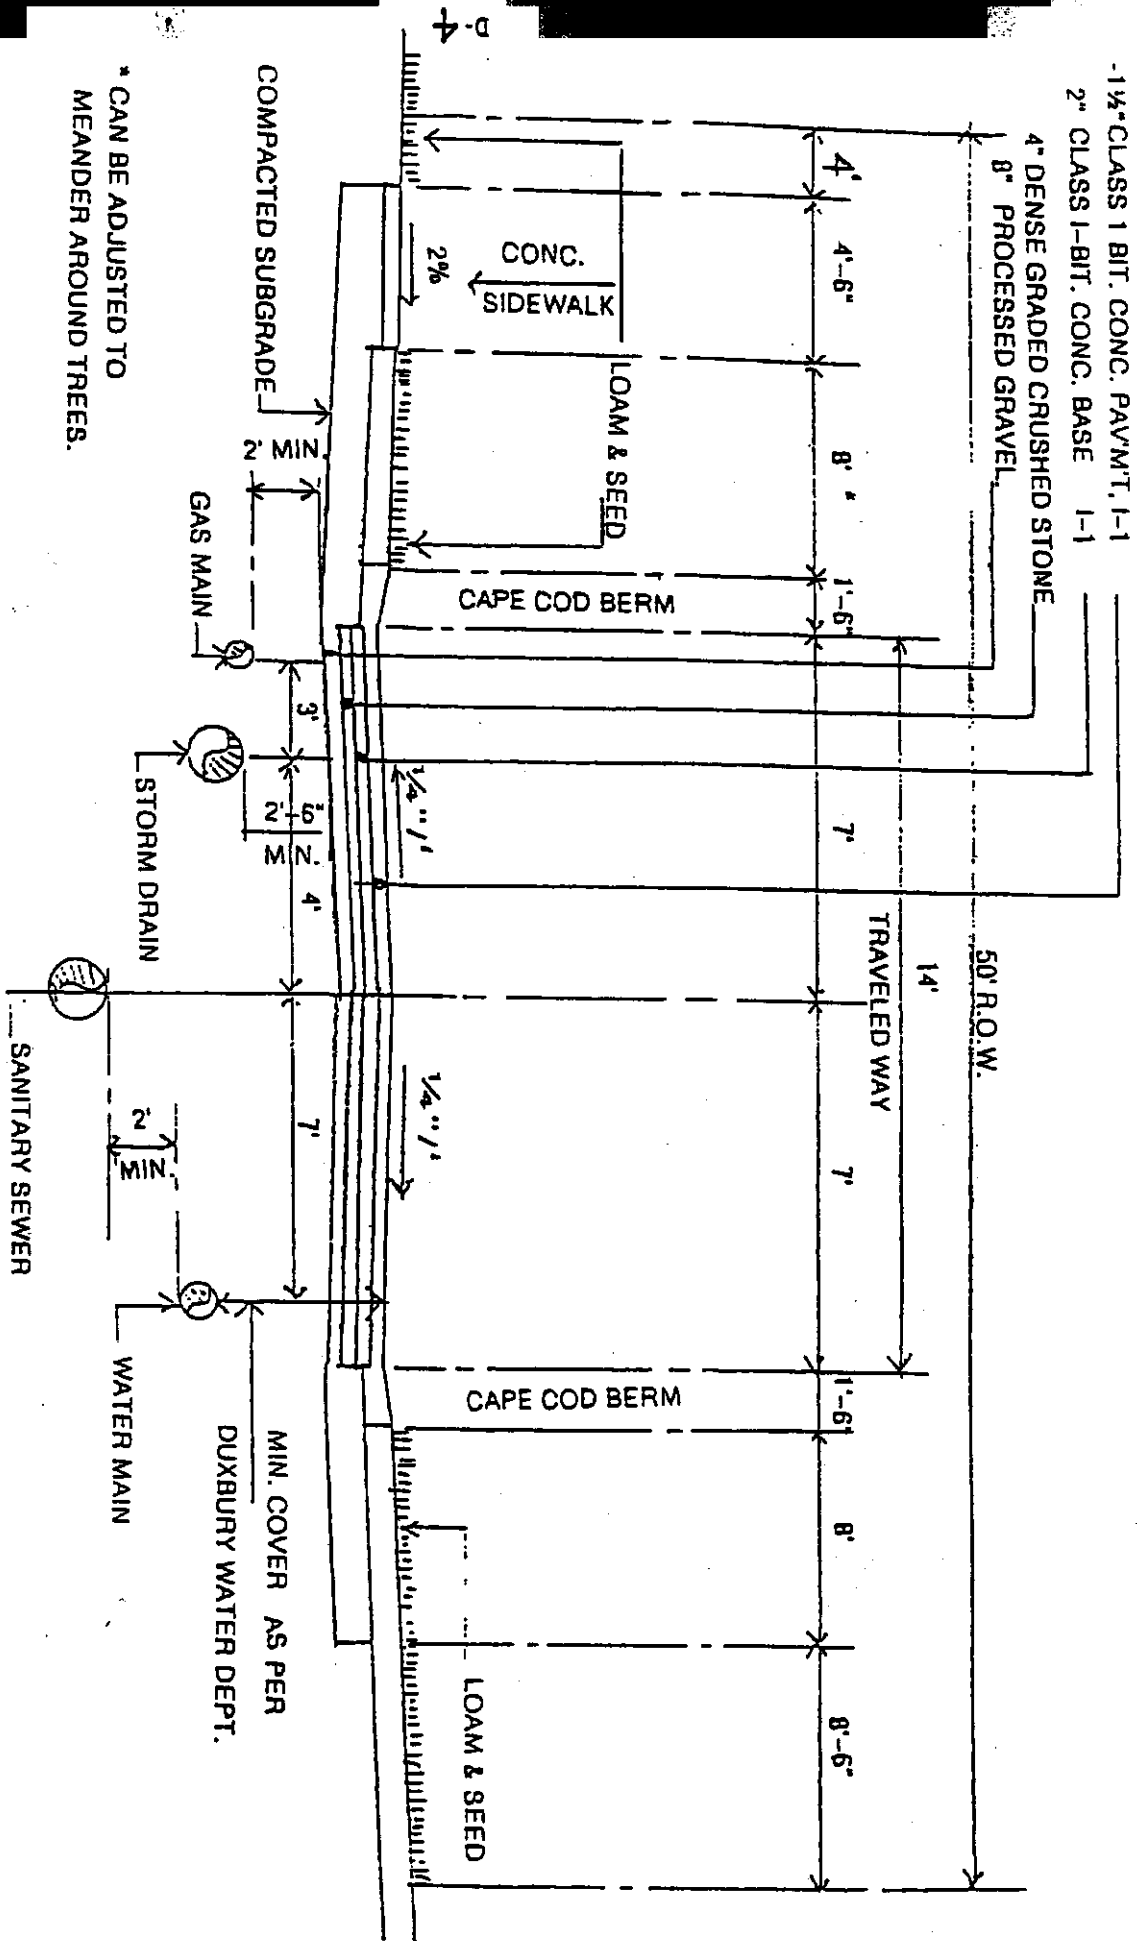 D-4
-1½" CLASS 1 BIT. CONC. PAV'M'T, I-1
2" CLASS I-BIT. CONC. BASE I-1
4" DENSE GRADED CRUSHED STONE
8" PROCESSED GRAVEL
50' R.O.W.
14'
TRAVELED WAY
4'
4'-6"
8' *
1'-6"
7'
7'
1'-6"
8'
8'-6"
LOAM & SEED
CONC.
SIDEWALK
2%
CAPE COD BERM
¼"/'
¼"/'
CAPE COD BERM
LOAM & SEED
COMPACTED SUBGRADE
2' MIN.
3'
2'-6"
MIN.
4'
7'
MIN. COVER AS PER
DUXBURY WATER DEPT.
GAS MAIN
STORM DRAIN
2'
MIN.
WATER MAIN
SANITARY SEWER
* CAN BE ADJUSTED TO
MEANDER AROUND TREES.